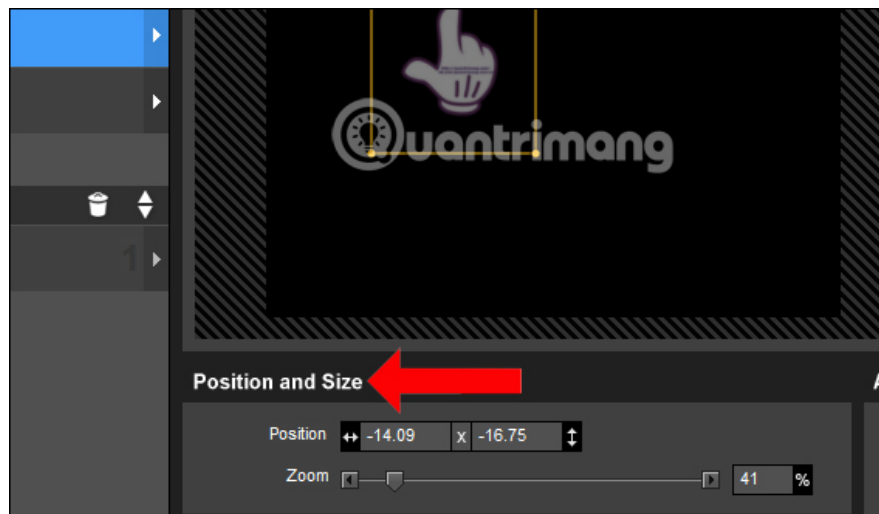 Quantrimang
1
Position and Size
Position -14.09 x -16.75
Zoom 41 %